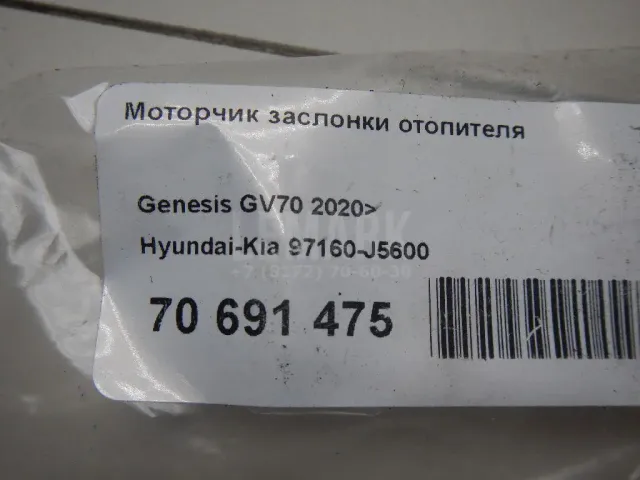 Моторчик заслонки отопителя
Genesis GV70 2020>
Hyundai-Kia 97160-J5600
70 691 475